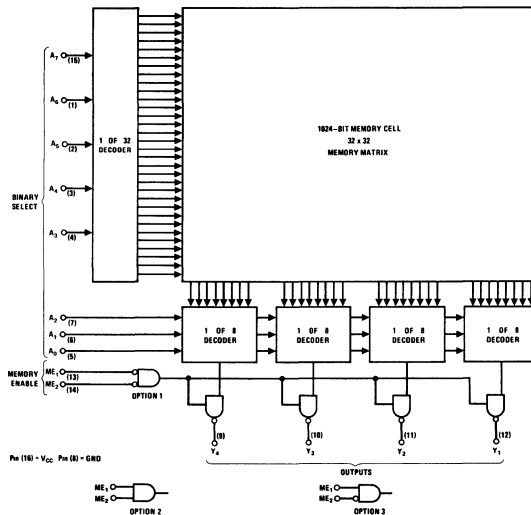 A7 (15)
A6 (1)
A5 (2)
A4 (3)
A3 (4)
BINARY
SELECT
1 OF 32
DECODER
1024-BIT MEMORY CELL
32 x 32
MEMORY MATRIX
A2 (7)
A1 (6)
A0 (5)
1 OF 8
DECODER
1 OF 8
DECODER
1 OF 8
DECODER
1 OF 8
DECODER
MEMORY
ENABLE
ME1 (13)
ME2 (14)
OPTION 1
(9) (10) (11) (12)
Y4 Y3 Y2 Y1
Pin (16) = VCC Pin (8) = GND
OUTPUTS
ME1
ME2
OPTION 2
ME1
ME2
OPTION 3